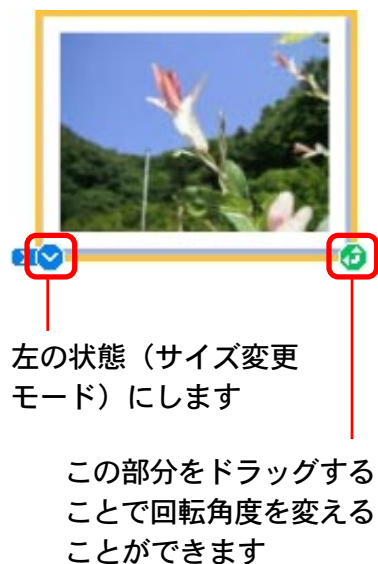 左の状態（サイズ変更
モード）にします
この部分をドラッグする
ことで回転角度を変える
ことができます